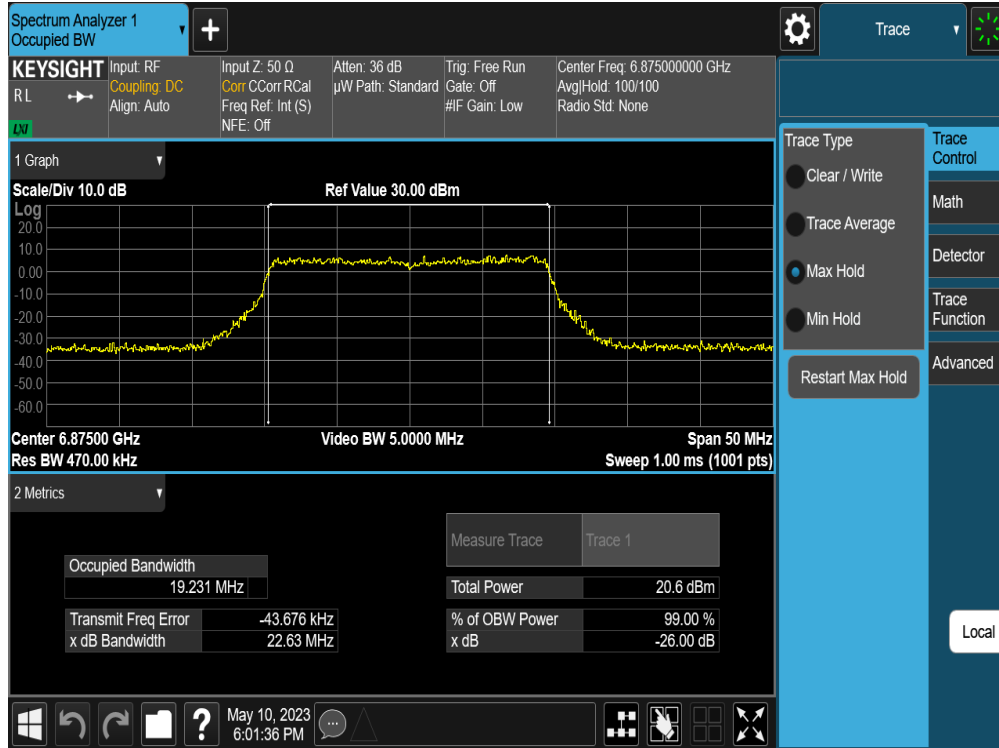 Spectrum Analyzer 1
Occupied BW
Trace
KEYSIGHT
R L
LXI
Input: RF
Coupling: DC
Align: Auto
Input Z: 50 Ω
Corr CCorr RCal
Freq Ref: Int (S)
NFE: Off
Atten: 36 dB
µW Path: Standard
Trig: Free Run
Gate: Off
#IF Gain: Low
Center Freq: 6.875000000 GHz
Avg|Hold: 100/100
Radio Std: None
1 Graph
Scale/Div 10.0 dB
Ref Value 30.00 dBm
Log
20.0
10.0
0.00
-10.0
-20.0
-30.0
-40.0
-50.0
-60.0
Center 6.87500 GHz
Video BW 5.0000 MHz
Span 50 MHz
Res BW 470.00 kHz
Sweep 1.00 ms (1001 pts)
2 Metrics
Measure Trace
Trace 1
Occupied Bandwidth
19.231 MHz
Total Power
20.6 dBm
Transmit Freq Error
-43.676 kHz
% of OBW Power
99.00 %
x dB Bandwidth
22.63 MHz
x dB
-26.00 dB
Trace Type
Clear / Write
Trace Average
Max Hold
Min Hold
Restart Max Hold
Trace
Control
Math
Detector
Trace
Function
Advanced
Local
?
May 10, 2023
6:01:36 PM